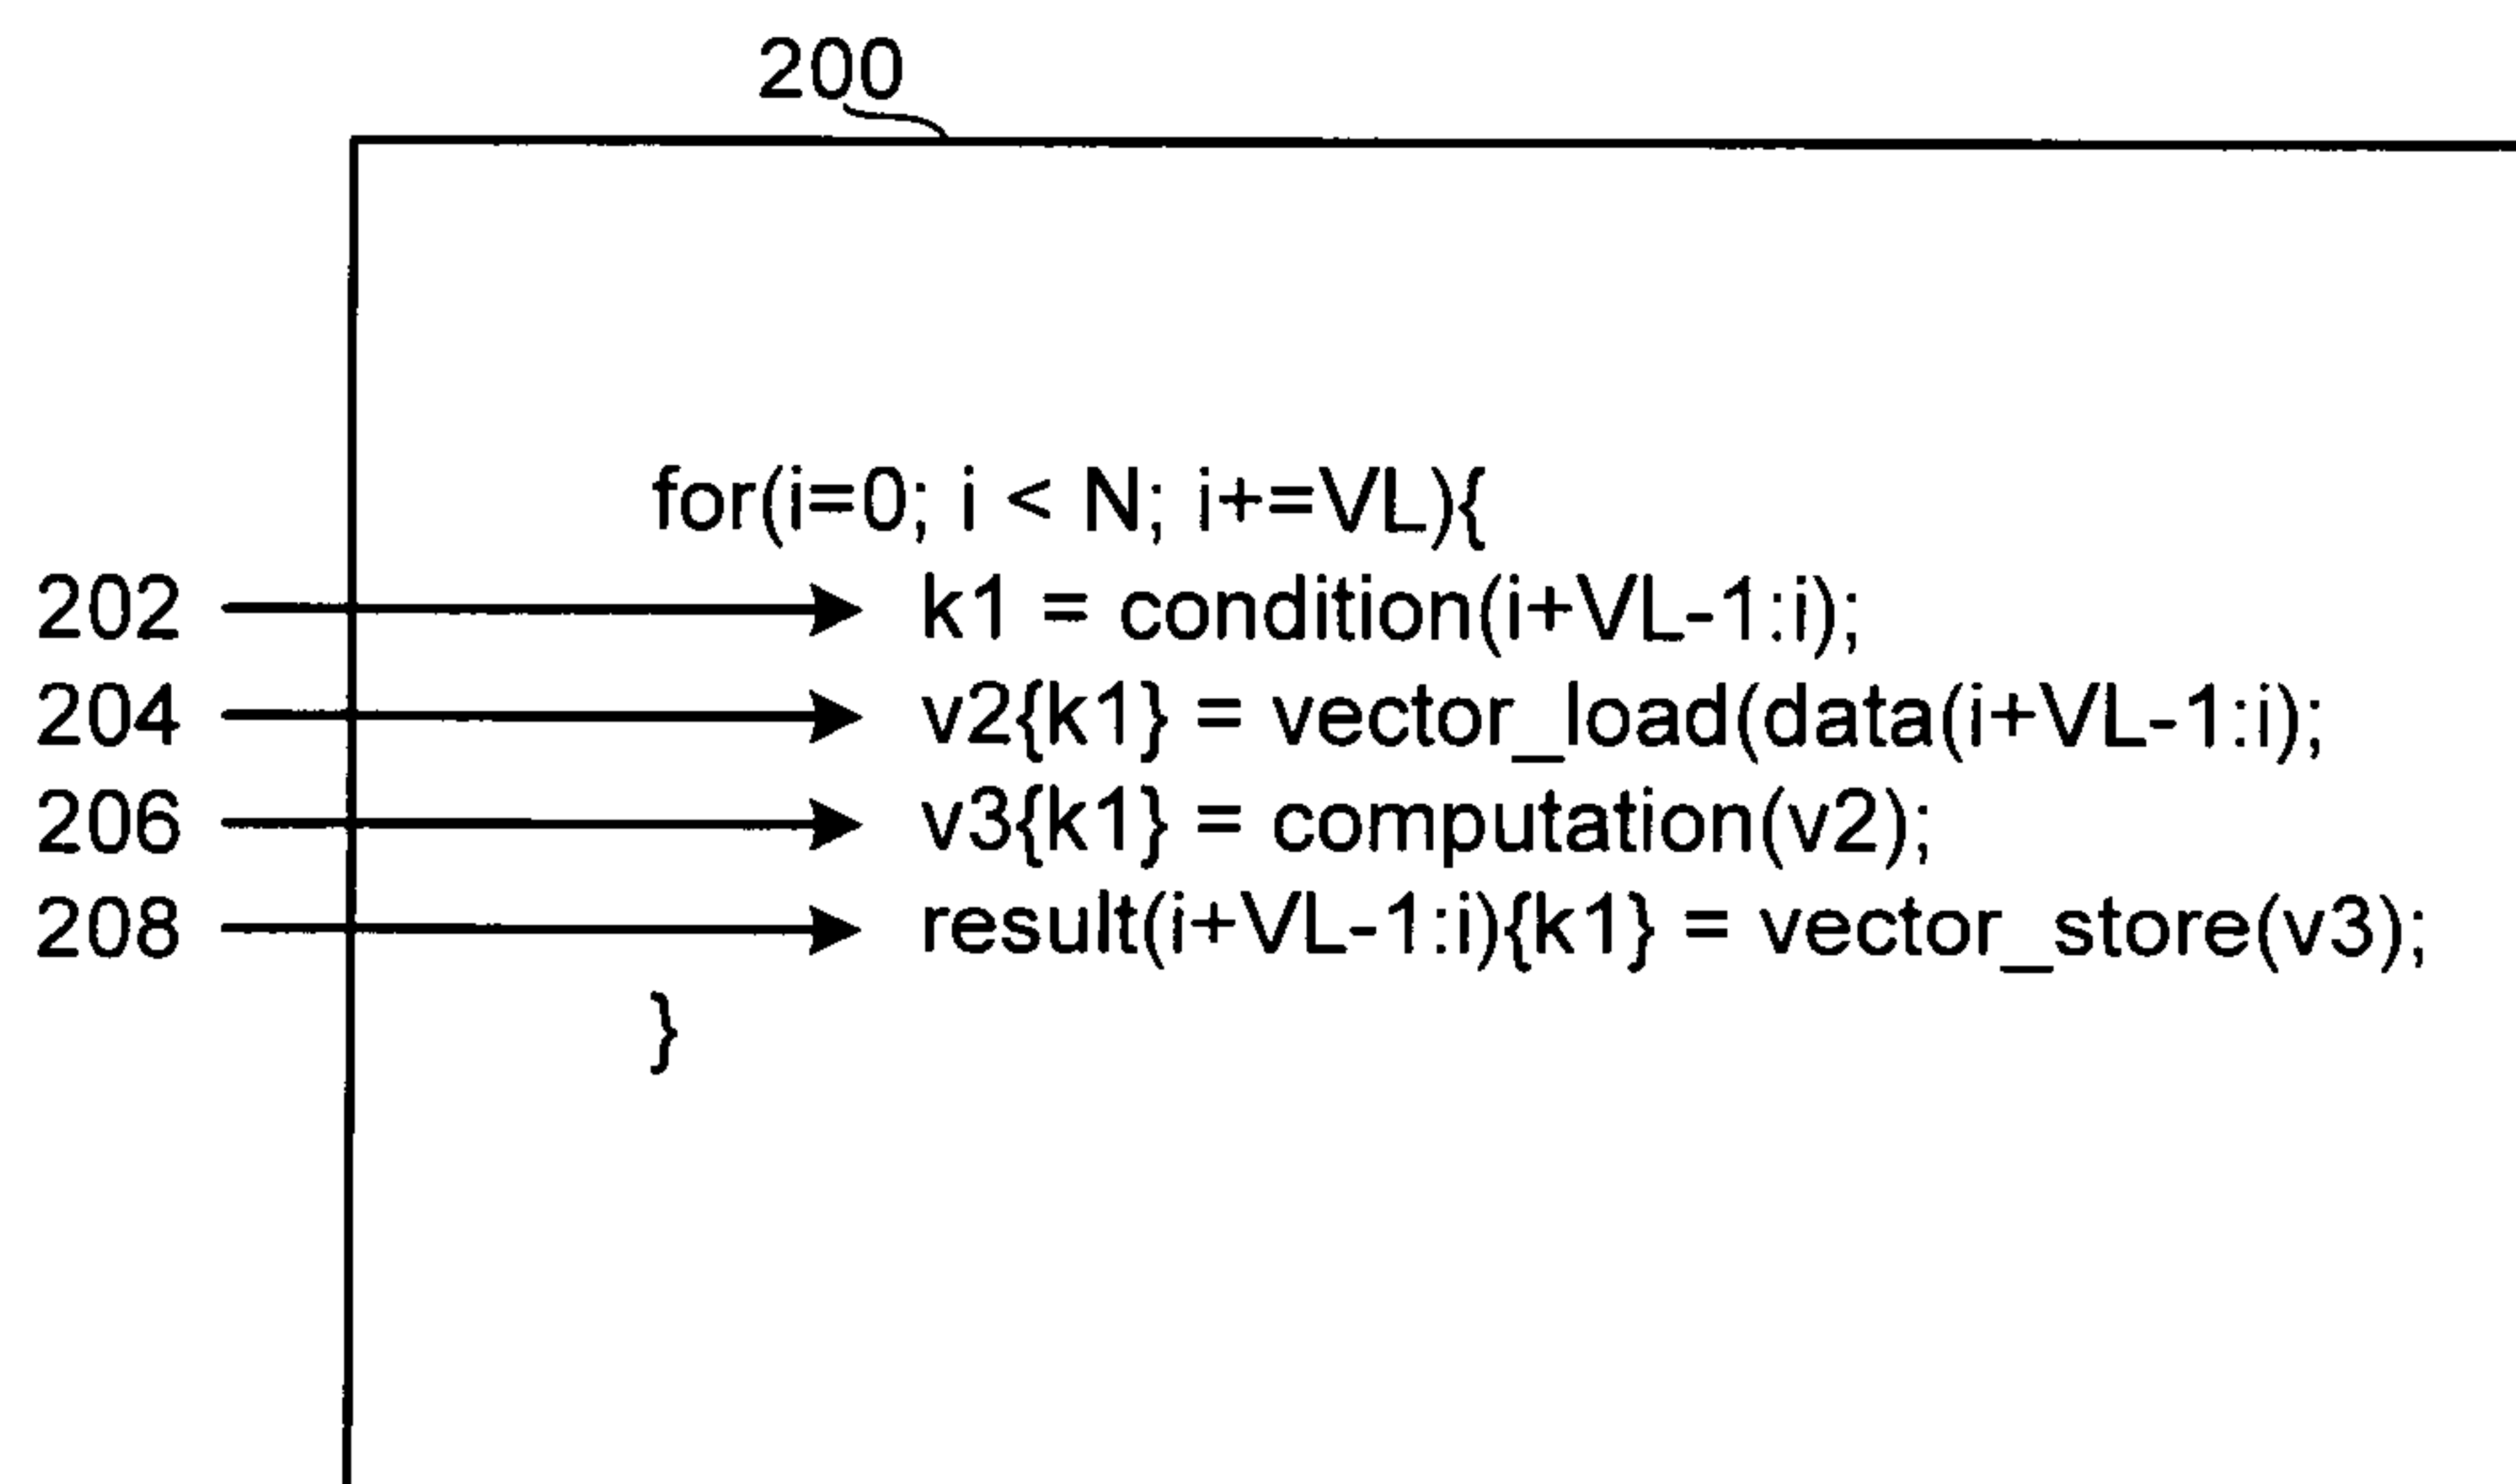 200
for(i=0; i < N; i+=VL){
202 k1 = condition(i+VL-1:i);
204 v2{k1} = vector_load(data(i+VL-1:i);
206 v3{k1} = computation(v2);
208 result(i+VL-1:i){k1} = vector_store(v3);
}